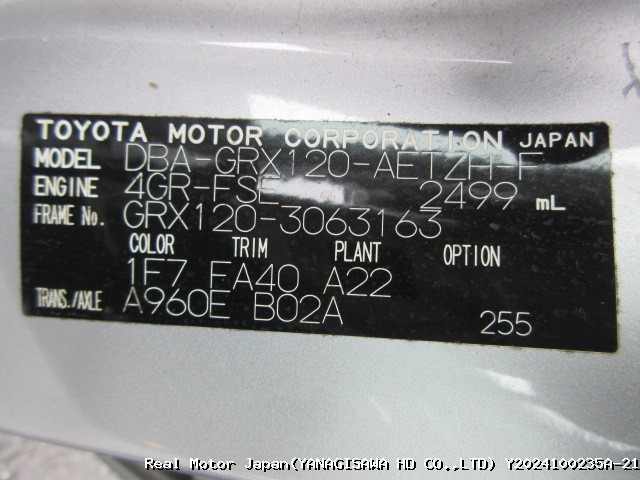 TOYOTA MOTOR CORPORATION JAPAN
MODEL DBA-GRX120-AETZH-F
ENGINE 4GR-FSE 2499 mL
FRAME No. GRX120-3063163
COLOR TRIM PLANT OPTION
1F7 FA40 A22
TRANS./AXLE A960E B02A 255
Real Motor Japan(YANAGISAWA HD CO.,LTD) Y2024100235A-21